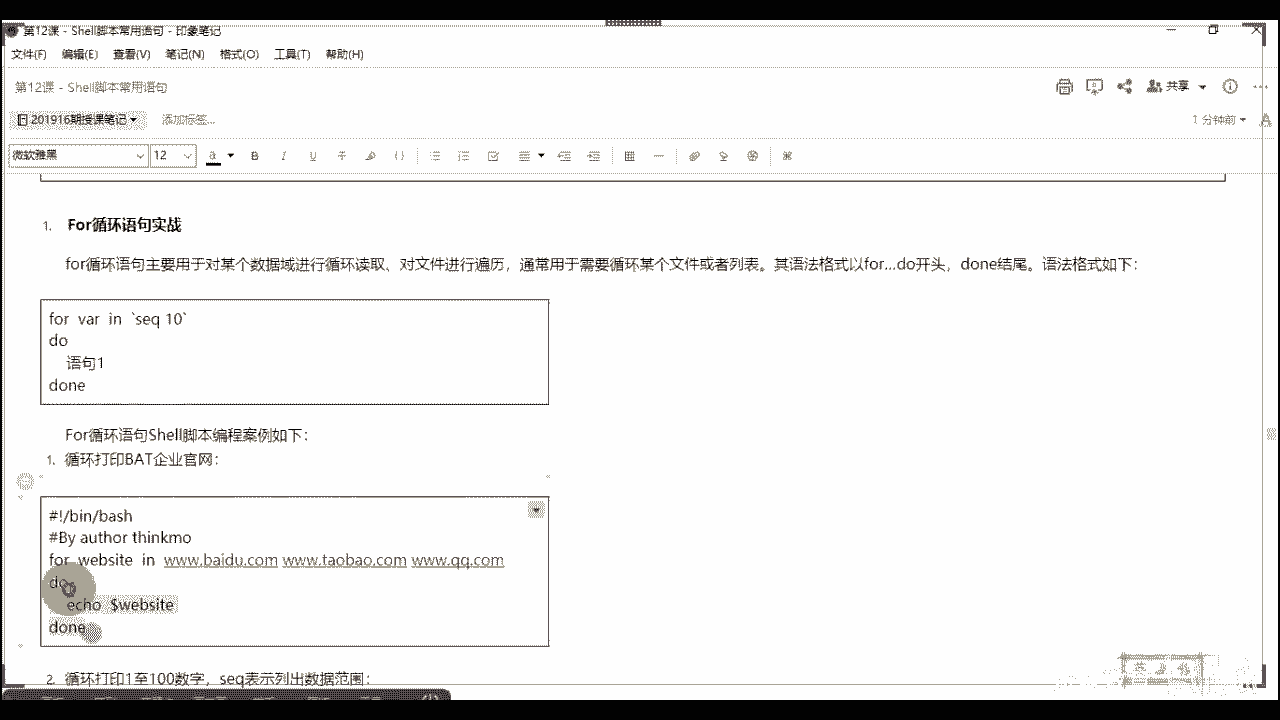 第12课 - Shell脚本常用语句 - 印象笔记
文件(F) 编辑(E) 查看(V) 笔记(N) 格式(O) 工具(T) 帮助(H)
第12课 - Shell脚本常用语句
共享
201916期授课笔记
添加标签...
1 分钟前
微软雅黑 12
1. For循环语句实战
for循环语句主要用于对某个数据域进行循环读取、对文件进行遍历，通常用于需要循环某个文件或者列表。其语法格式以for...do开头，done结尾。语法格式如下：
for var in `seq 10`
do
语句1
done
For循环语句Shell脚本编程案例如下：
1. 循环打印BAT企业官网：
#!/bin/bash
#By author thinkmo
for website in www.baidu.com www.taobao.com www.qq.com
do
echo $website
done
2. 循环打印1至100数字，seq表示列出数据范围：